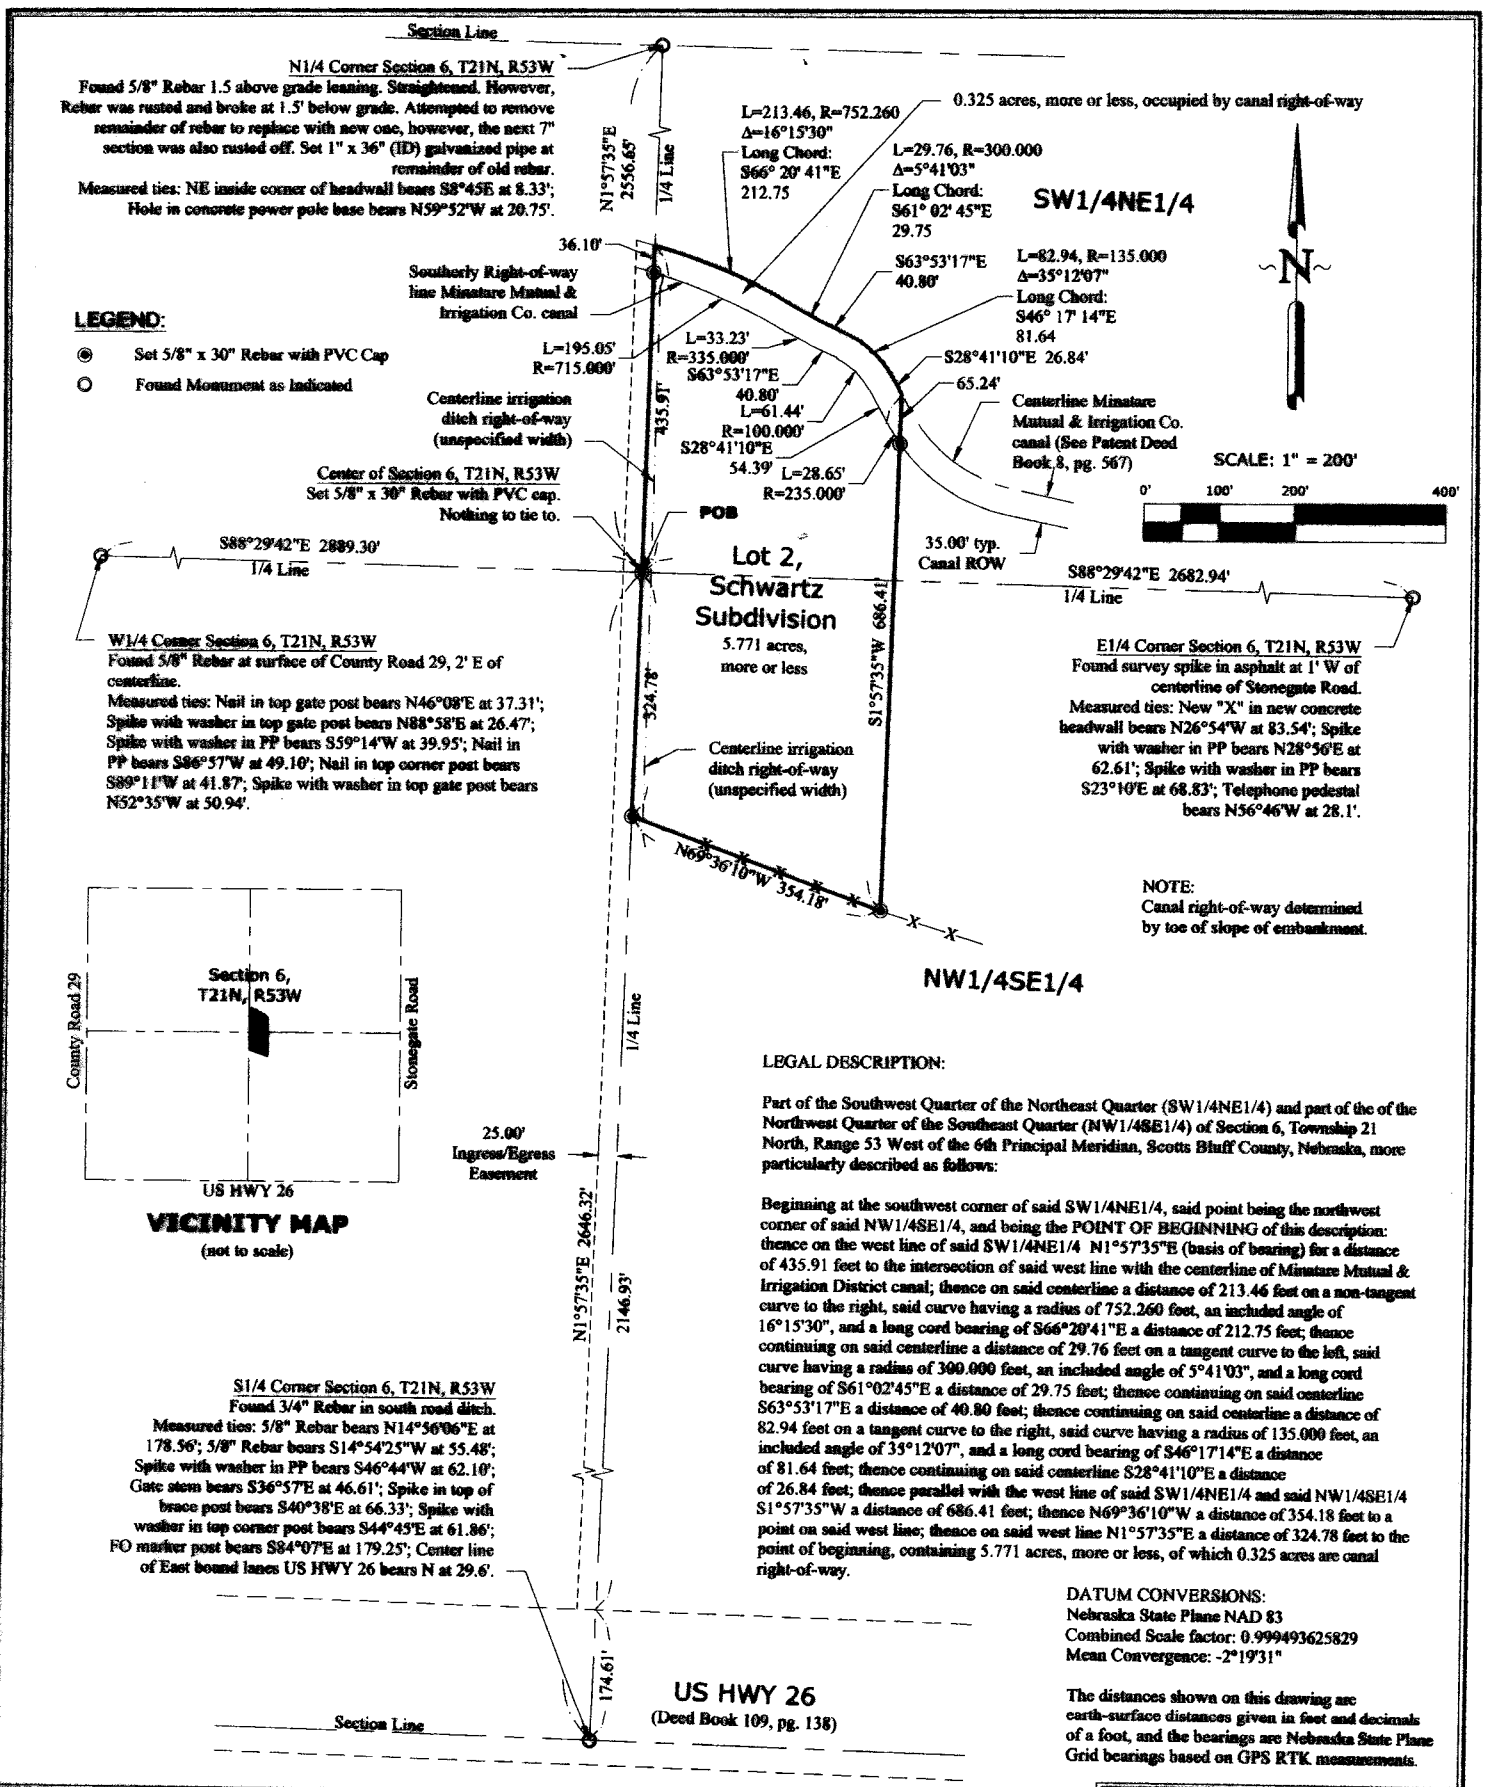 Section Line
N1/4 Corner Section 6, T21N, R53W
Found 5/8" Rebar 1.5 above grade leaning. Straightened. However,
Rebar was rusted and broke at 1.5' below grade. Attempted to remove
remainder of rebar to replace with new one, however, the next 7"
section was also rusted off. Set 1" x 36" (ID) galvanized pipe at
remainder of old rebar.
Measured ties: NE inside corner of headwall bears S8°45E at 8.33';
Hole in concrete power pole base bears N59°52'W at 20.75'.
N1°57'35"E
2556.65'
1/4 Line
L=213.46, R=752.260
Δ=16°15'30"
Long Chord:
S66° 20' 41"E
212.75
0.325 acres, more or less, occupied by canal right-of-way
L=29.76, R=300.000
Δ=5°41'03"
Long Chord:
S61° 02' 45"E
29.75
SW1/4NE1/4
N
S63°53'17"E
40.80'
L=82.94, R=135.000
Δ=35°12'07"
Long Chord:
S46° 17' 14"E
81.64
S28°41'10"E 26.84'
65.24'
36.10'
Southerly Right-of-way
line Minatare Mutual &
Irrigation Co. canal
LEGEND:
Set 5/8" x 30" Rebar with PVC Cap
Found Monument as Indicated
L=195.05'
R=715.000'
L=33.23'
R=335.000'
S63°53'17"E
40.80'
L=61.44'
R=100.000'
S28°41'10"E
54.39'
L=28.65'
R=235.000'
435.91'
Centerline irrigation
ditch right-of-way
(unspecified width)
Centerline Minatare
Mutual & Irrigation Co.
canal (See Patent Deed
Book 8, pg. 567)
SCALE: 1" = 200'
0' 100' 200' 400'
Center of Section 6, T21N, R53W
Set 5/8" x 30" Rebar with PVC cap.
Nothing to tie to.
POB
35.00' typ.
Canal ROW
S88°29'42"E 2889.30'
1/4 Line
Lot 2,
Schwartz
Subdivision
5.771 acres,
more or less
S88°29'42"E 2682.94'
1/4 Line
S1°57'35"W 686.41'
324.78'
W1/4 Corner Section 6, T21N, R53W
Found 5/8" Rebar at surface of County Road 29, 2' E of
centerline.
Measured ties: Nail in top gate post bears N46°08'E at 37.31';
Spike with washer in top gate post bears N88°58'E at 26.47';
Spike with washer in PP bears S59°14'W at 39.95'; Nail in
PP bears S86°57'W at 49.10'; Nail in top corner post bears
S89°11'W at 41.87'; Spike with washer in top gate post bears
N52°35'W at 50.94'.
E1/4 Corner Section 6, T21N, R53W
Found survey spike in asphalt at 1' W of
centerline of Stonegate Road.
Measured ties: New "X" in new concrete
headwall bears N26°54'W at 83.54'; Spike
with washer in PP bears N28°56'E at
62.61'; Spike with washer in PP bears
S23°10'E at 68.83'; Telephone pedestal
bears N56°46'W at 28.1'.
Centerline irrigation
ditch right-of-way
(unspecified width)
N69°36'10"W 354.18'
NOTE:
Canal right-of-way determined
by toe of slope of embankment.
NW1/4SE1/4
Section 6,
T21N, R53W
County Road 29
Stonegate Road
US HWY 26
VICINITY MAP
(not to scale)
1/4 Line
25.00'
Ingress/Egress
Easement
N1°57'35"E 2646.32'
2146.93'
LEGAL DESCRIPTION:
Part of the Southwest Quarter of the Northeast Quarter (SW1/4NE1/4) and part of the of the
Northwest Quarter of the Southeast Quarter (NW1/4SE1/4) of Section 6, Township 21
North, Range 53 West of the 6th Principal Meridian, Scotts Bluff County, Nebraska, more
particularly described as follows:
Beginning at the southwest corner of said SW1/4NE1/4, said point being the northwest
corner of said NW1/4SE1/4, and being the POINT OF BEGINNING of this description:
thence on the west line of said SW1/4NE1/4 N1°57'35"E (basis of bearing) for a distance
of 435.91 feet to the intersection of said west line with the centerline of Minatare Mutual &
Irrigation District canal; thence on said centerline a distance of 213.46 feet on a non-tangent
curve to the right, said curve having a radius of 752.260 feet, an included angle of
16°15'30", and a long cord bearing of S66°20'41"E a distance of 212.75 feet; thence
continuing on said centerline a distance of 29.76 feet on a tangent curve to the left, said
curve having a radius of 300.000 feet, an included angle of 5°41'03", and a long cord
bearing of S61°02'45"E a distance of 29.75 feet; thence continuing on said centerline
S63°53'17"E a distance of 40.80 feet; thence continuing on said centerline a distance of
82.94 feet on a tangent curve to the right, said curve having a radius of 135.000 feet, an
included angle of 35°12'07", and a long cord bearing of S46°17'14"E a distance
of 81.64 feet; thence continuing on said centerline S28°41'10"E a distance
of 26.84 feet; thence parallel with the west line of said SW1/4NE1/4 and said NW1/4SE1/4
S1°57'35"W a distance of 686.41 feet; thence N69°36'10"W a distance of 354.18 feet to a
point on said west line; thence on said west line N1°57'35"E a distance of 324.78 feet to the
point of beginning, containing 5.771 acres, more or less, of which 0.325 acres are canal
right-of-way.
S1/4 Corner Section 6, T21N, R53W
Found 3/4" Rebar in south road ditch.
Measured ties: 5/8" Rebar bears N14°56'06"E at
178.56'; 5/8" Rebar bears S14°54'25"W at 55.48';
Spike with washer in PP bears S46°44'W at 62.10';
Gate stem bears S36°57'E at 46.61'; Spike in top of
brace post bears S40°38'E at 66.33'; Spike with
washer in top corner post bears S44°45'E at 61.86';
FO marker post bears S84°07'E at 179.25'; Center line
of East bound lanes US HWY 26 bears N at 29.6'.
174.61'
Section Line
US HWY 26
(Deed Book 109, pg. 138)
DATUM CONVERSIONS:
Nebraska State Plane NAD 83
Combined Scale factor: 0.999493625829
Mean Convergence: -2°19'31"
The distances shown on this drawing are
earth-surface distances given in feet and decimals
of a foot, and the bearings are Nebraska State Plane
Grid bearings based on GPS RTK measurements.